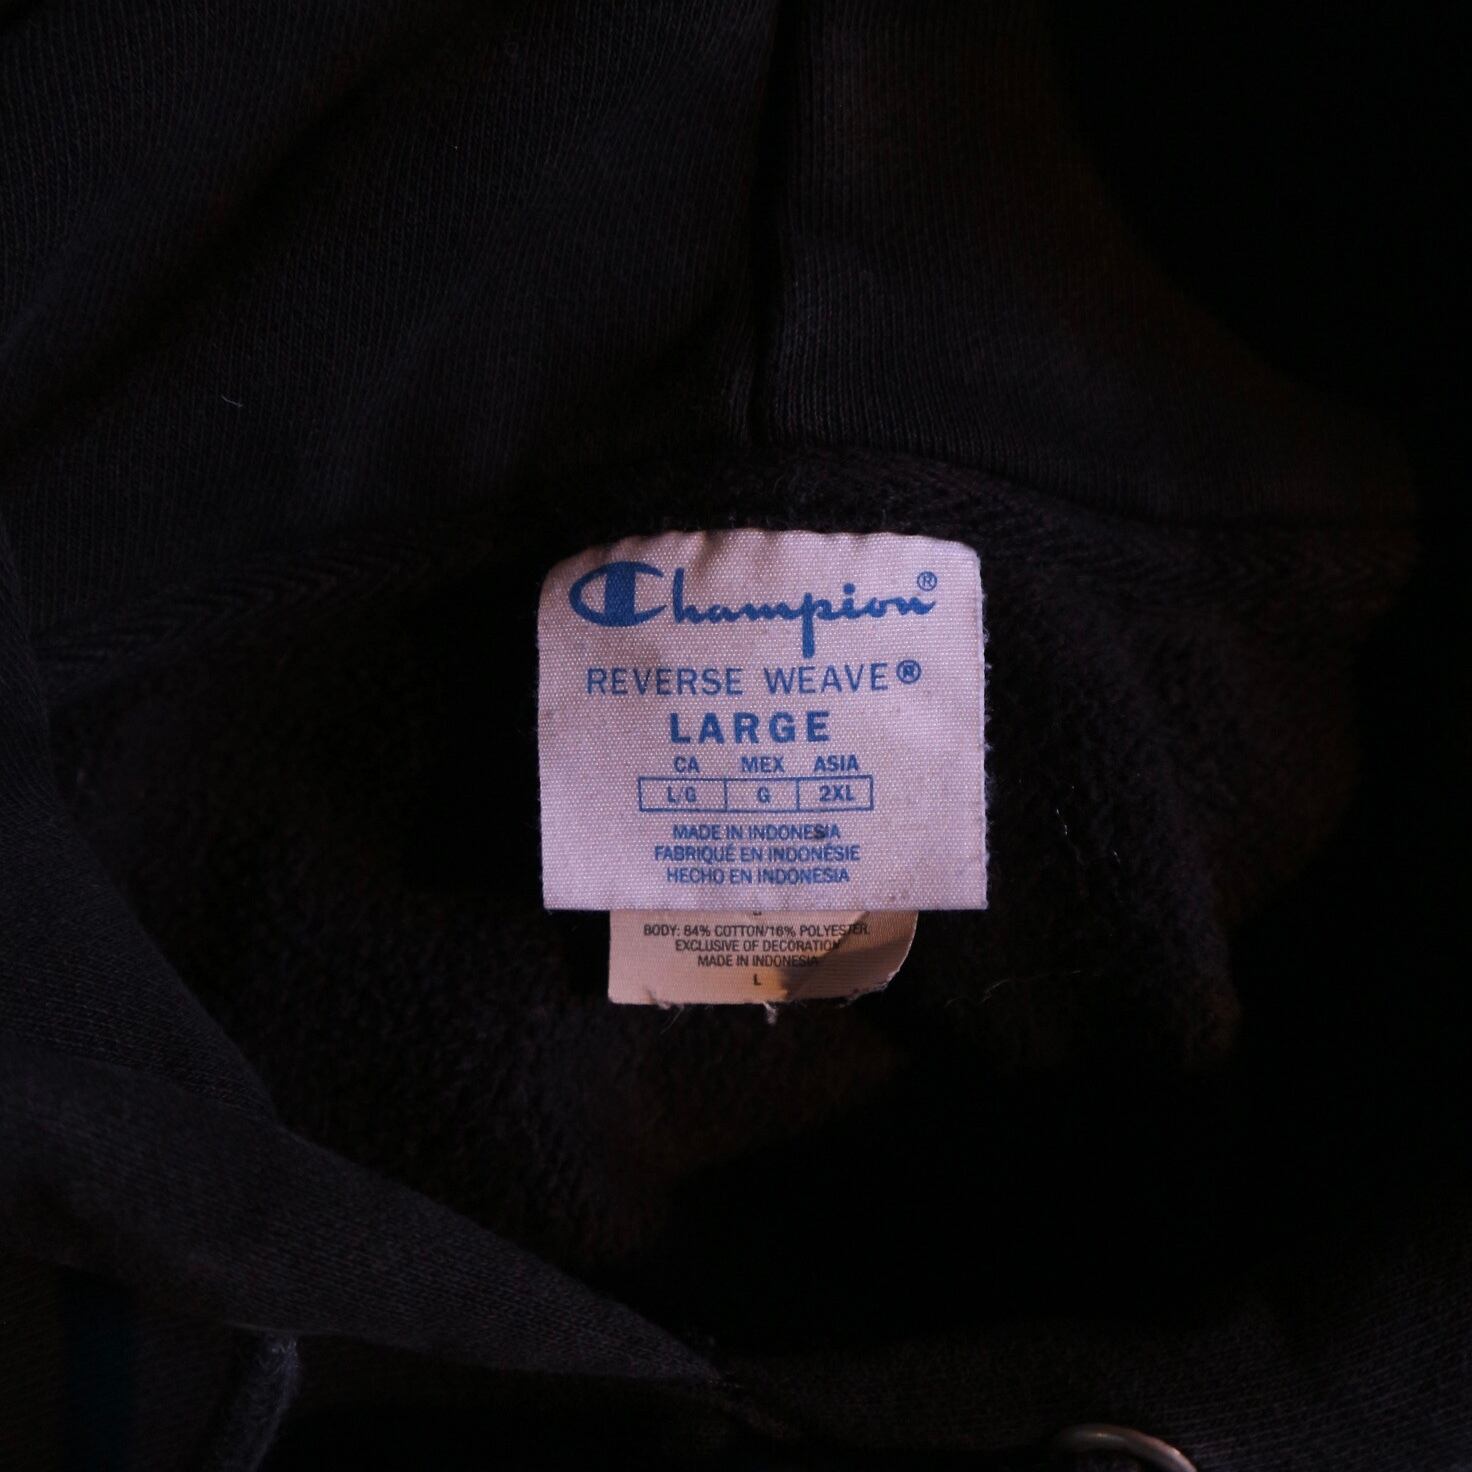 Champion®
REVERSE WEAVE®
LARGE
CA MEX ASIA
L/G G 2XL
MADE IN INDONESIA
FABRIQUÉ EN INDONÉSIE
HECHO EN INDONESIA
BODY: 84% COTTON/16% POLYESTER
EXCLUSIVE OF DECORATION
MADE IN INDONESIA
L